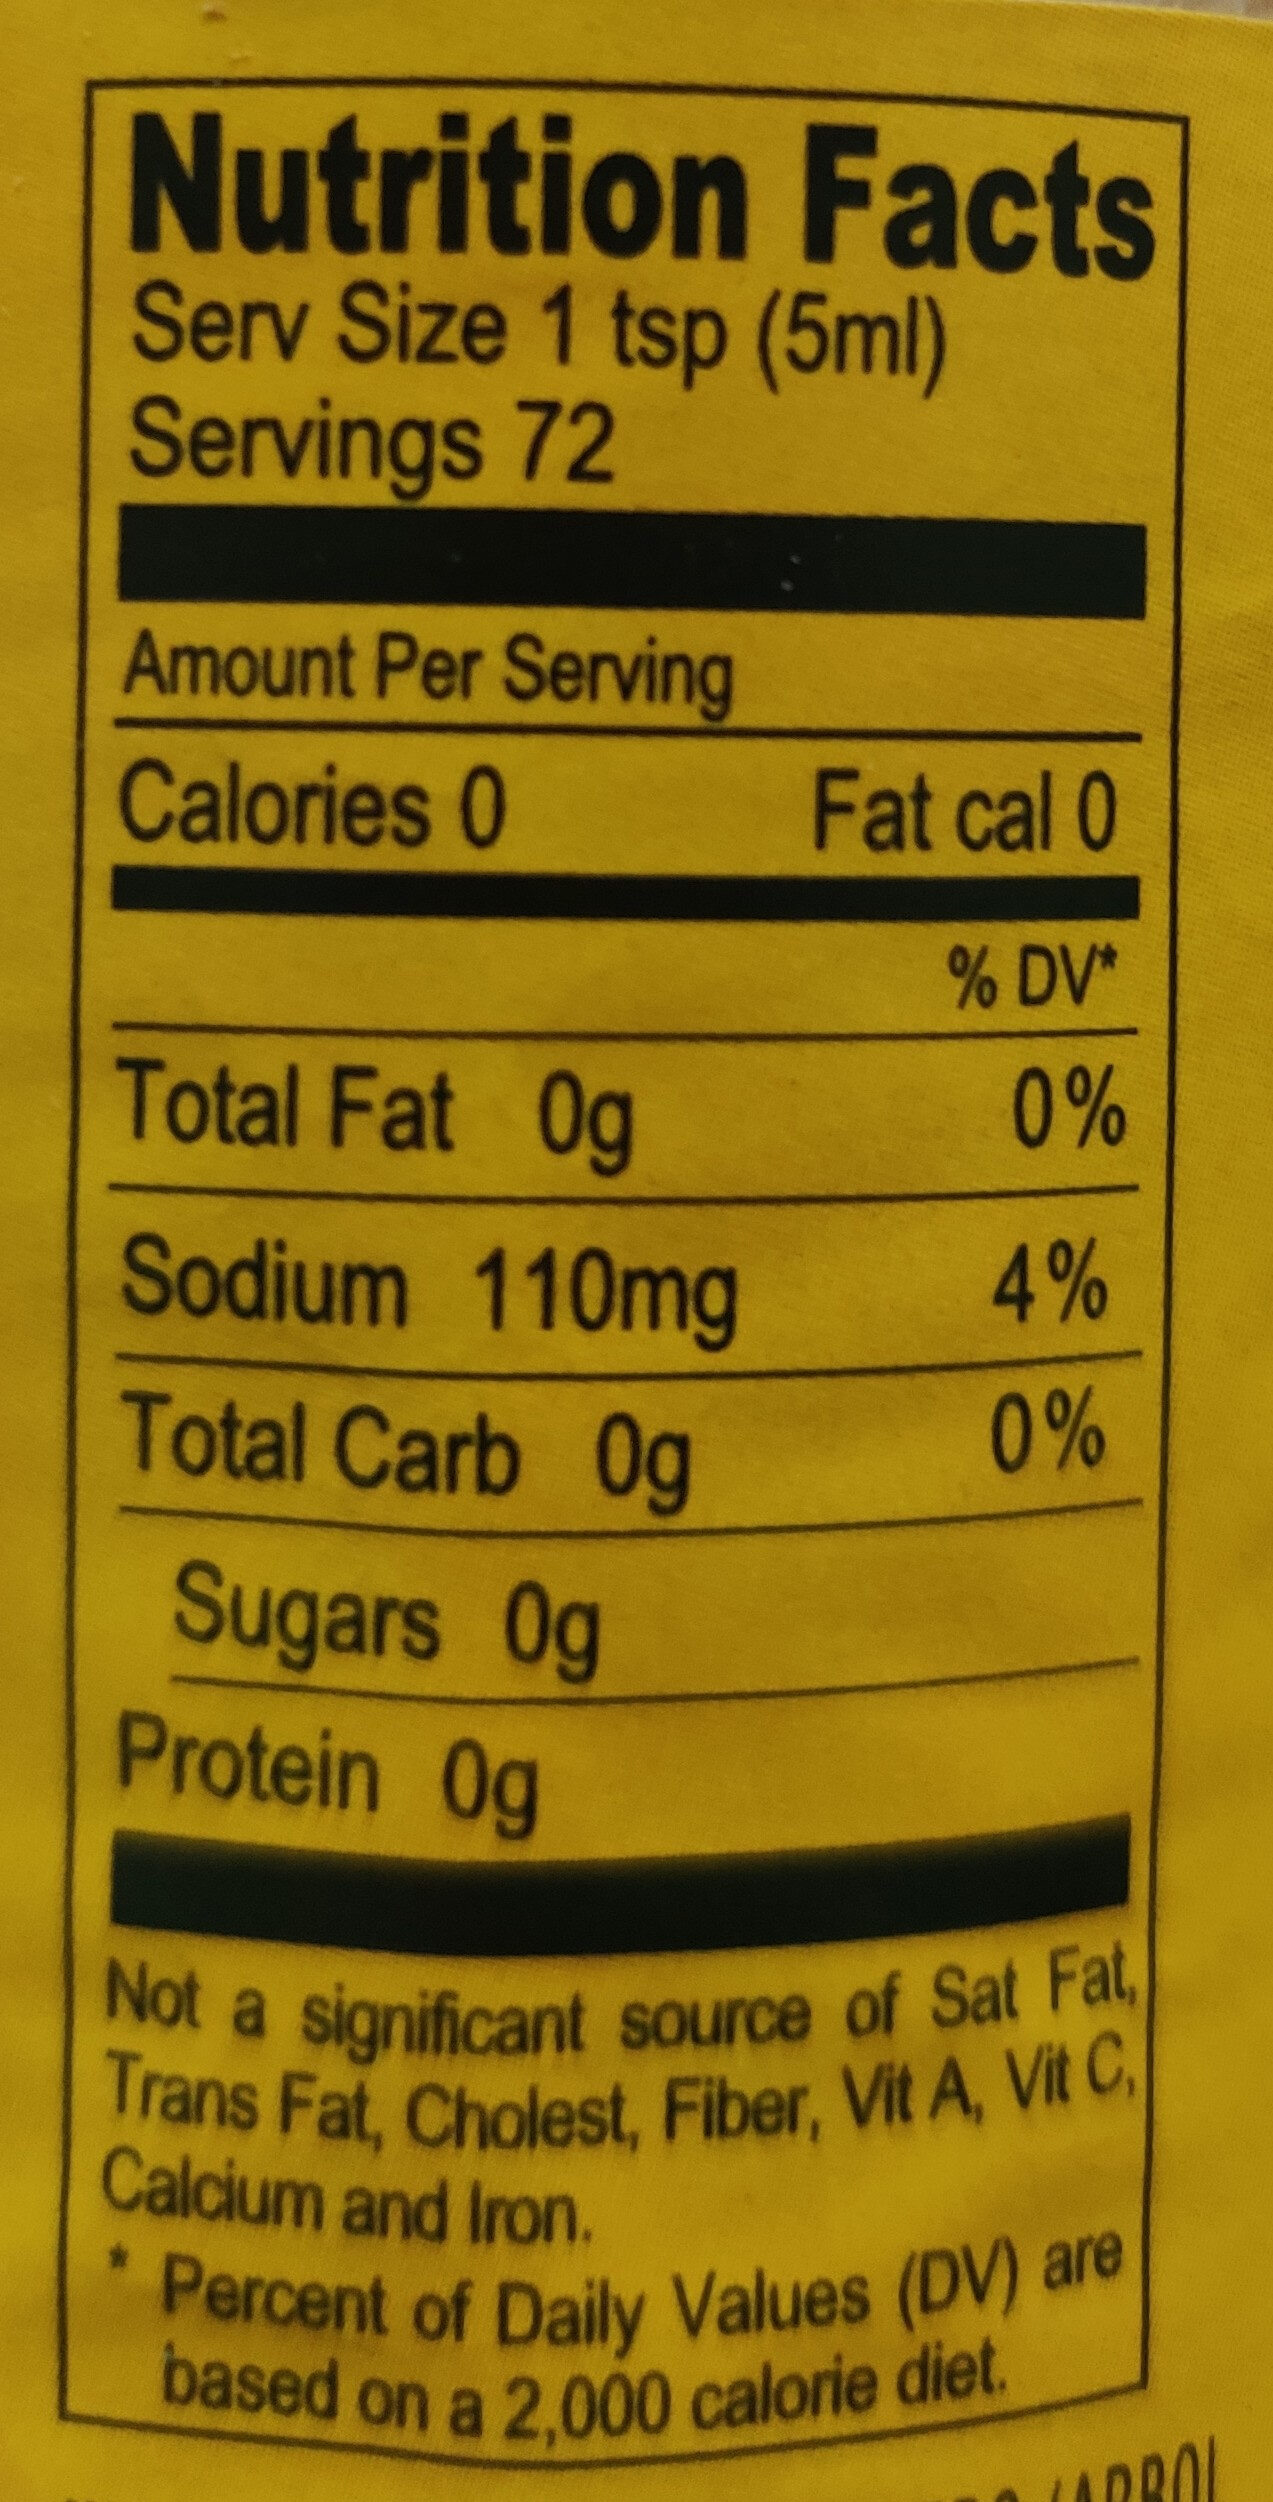 Nutrition Facts
Serv Size 1 tsp (5ml)
Servings 72
Amount Per Serving
Calories 0 Fat cal 0
% DV*
Total Fat 0g 0%
Sodium 110mg 4%
Total Carb 0g 0%
Sugars 0g
Protein 0g
Not a significant source of Sat Fat,
Trans Fat, Cholest, Fiber, Vit A, Vit C,
Calcium and Iron.
* Percent of Daily Values (DV) are
based on a 2,000 calorie diet.